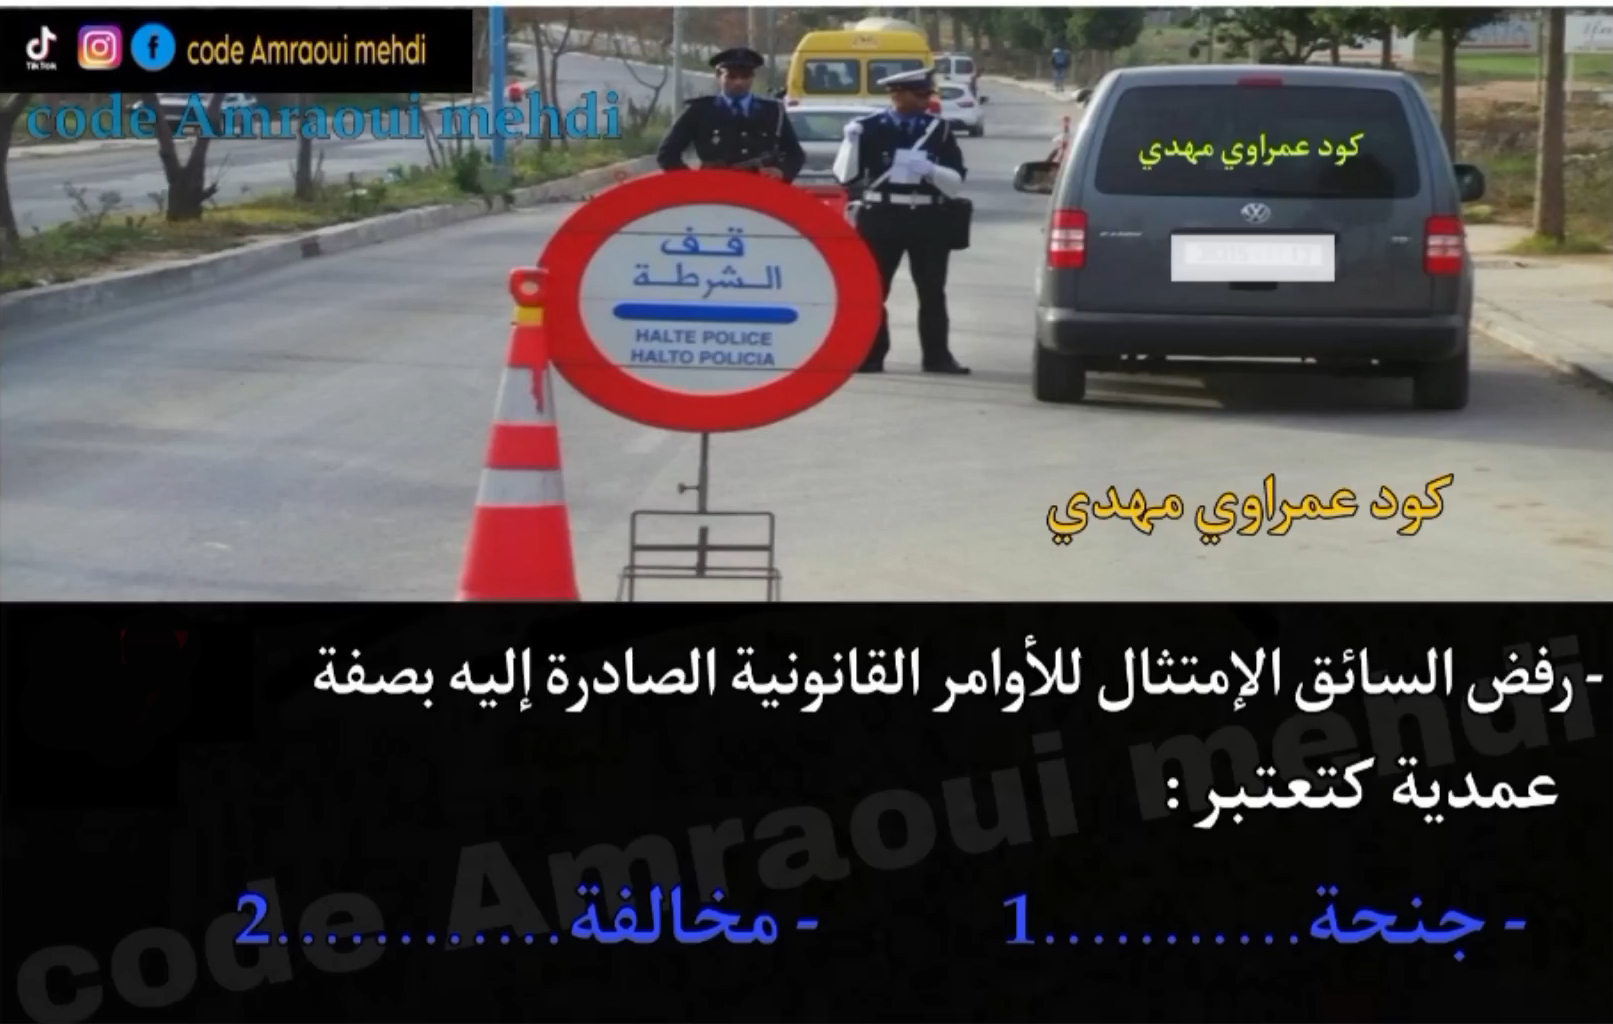 TikTok
code Amraoui mehdi
code Amraoui mehdi
كود عمراوي مهدي
قف
الشرطة
HALTE POLICE
HALTO POLICIA
كود عمراوي مهدي
- رفض السائق الإمتثال للأوامر القانونية الصادرة إليه بصفة
عمدية كتعتبر :
- جنحة...........1
- مخالفة............2
code Amraoui mehdi